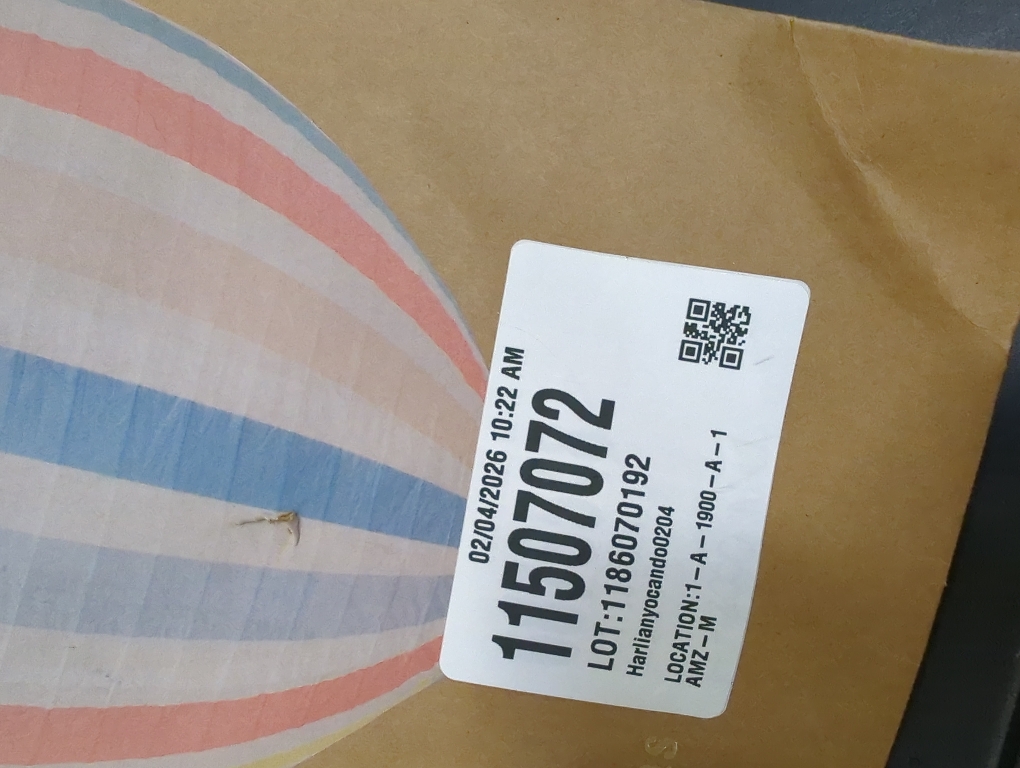 02/04/2026 10:22 AM
11507072
LOT:1186070192
Harlianyocando0204
LOCATION:1-A-1900-A-1
AMZ-M